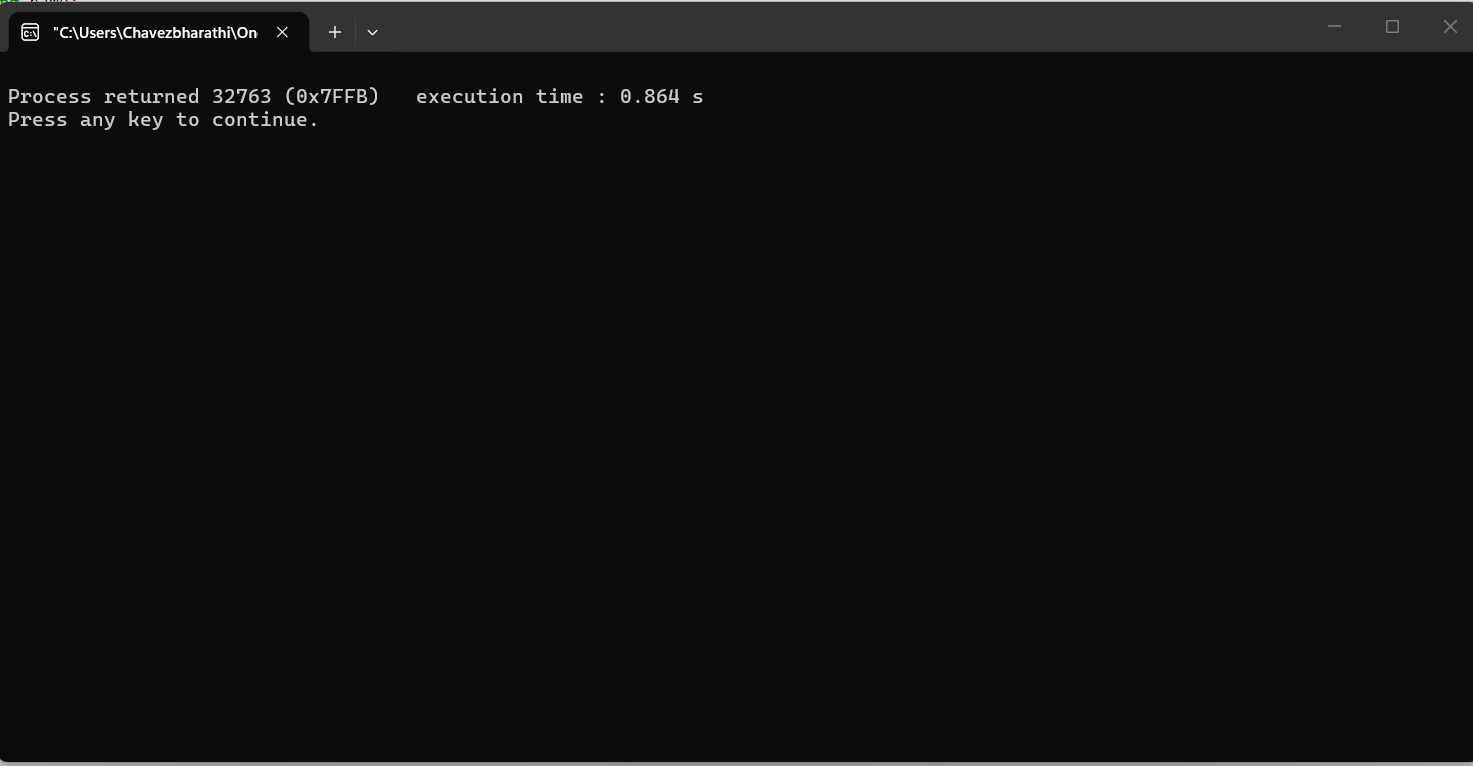 "C:\Users\Chavezbharathi\On
Process returned 32763 (0x7FFB)   execution time : 0.864 s
Press any key to continue.